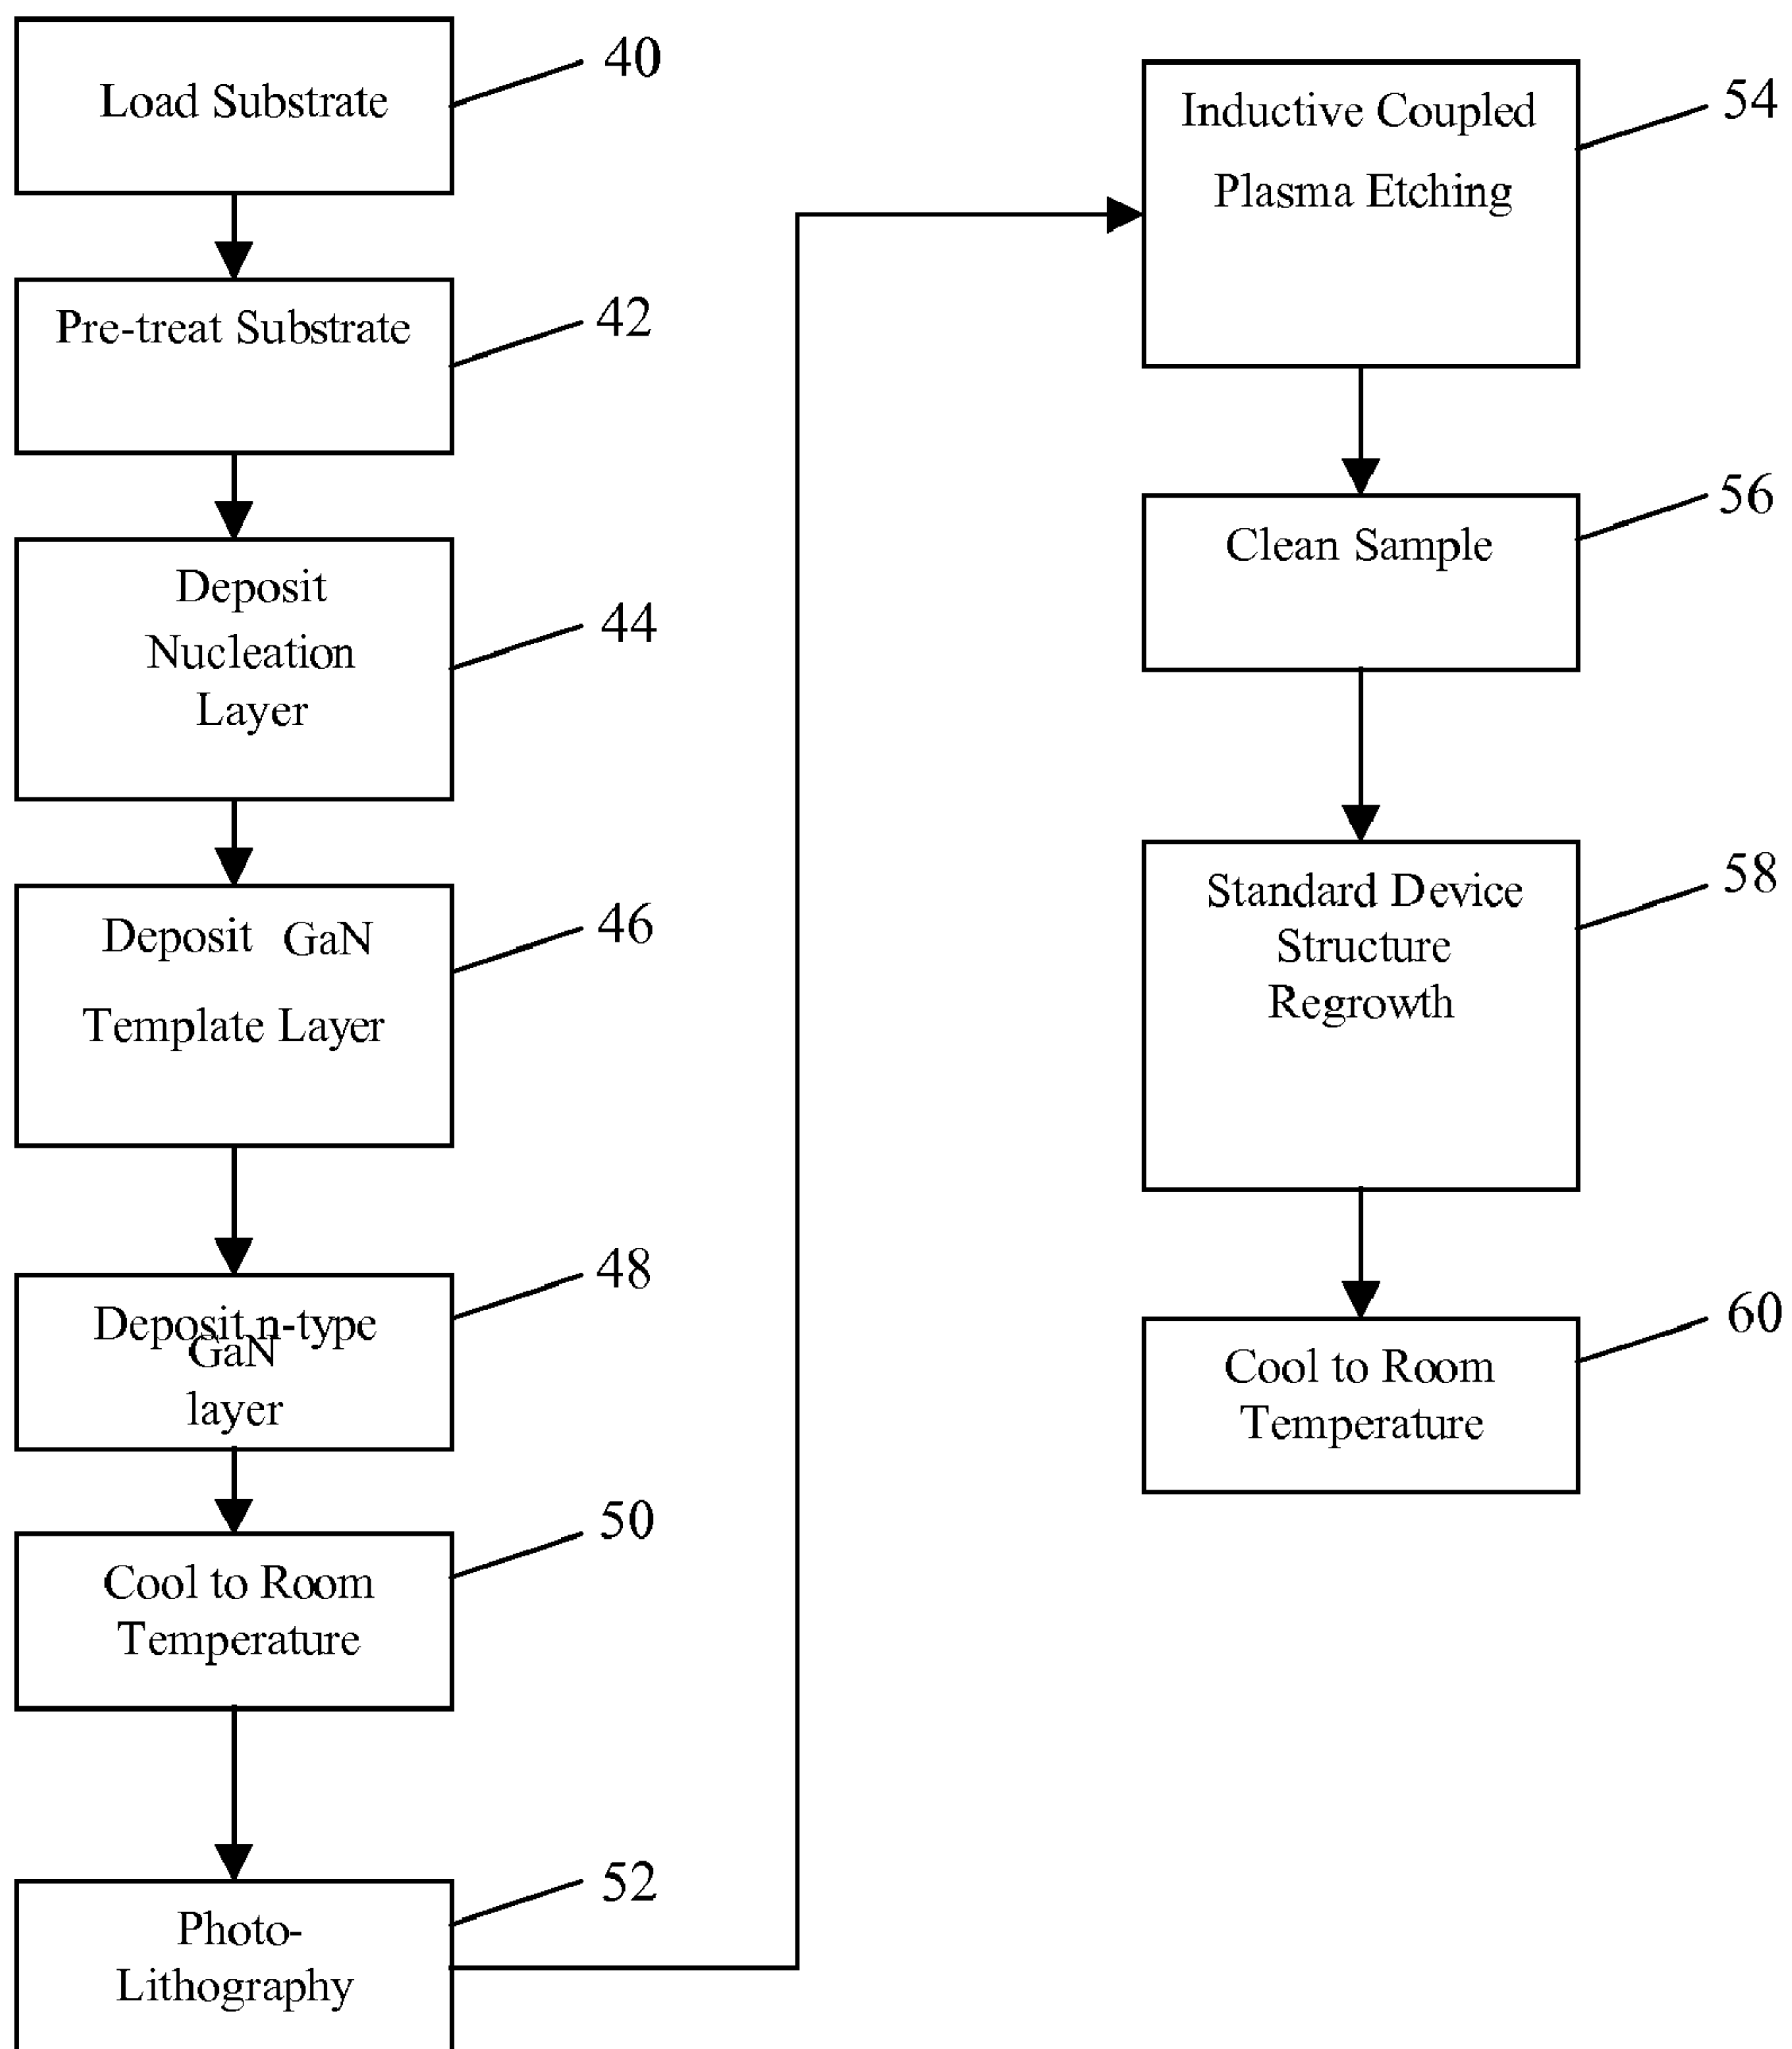 Load Substrate
40
Pre-treat Substrate
42
Deposit
Nucleation
Layer
44
Deposit GaN
Template Layer
46
Deposit n-type
GaN
layer
48
Cool to Room
Temperature
50
Photo-
Lithography
52
Inductive Coupled
Plasma Etching
54
Clean Sample
56
Standard Device
Structure
Regrowth
58
Cool to Room
Temperature
60